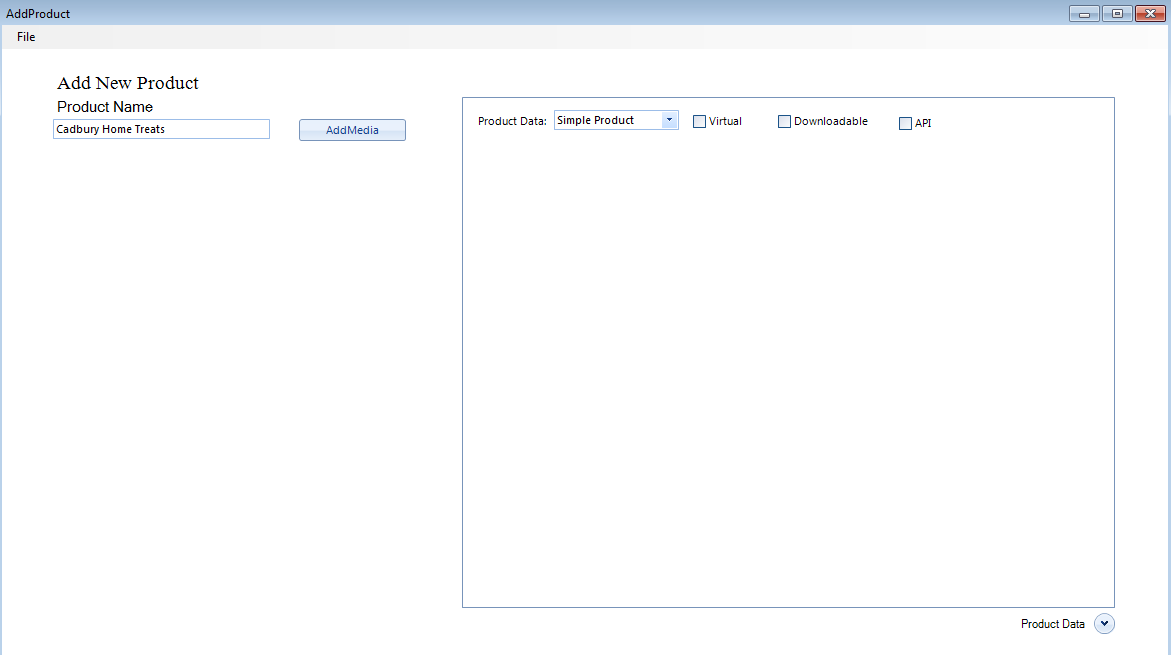 AddProduct
File
Add New Product
Product Name
Cadbury Home Treats
AddMedia
Product Data: Simple Product Virtual Downloadable API
Product Data